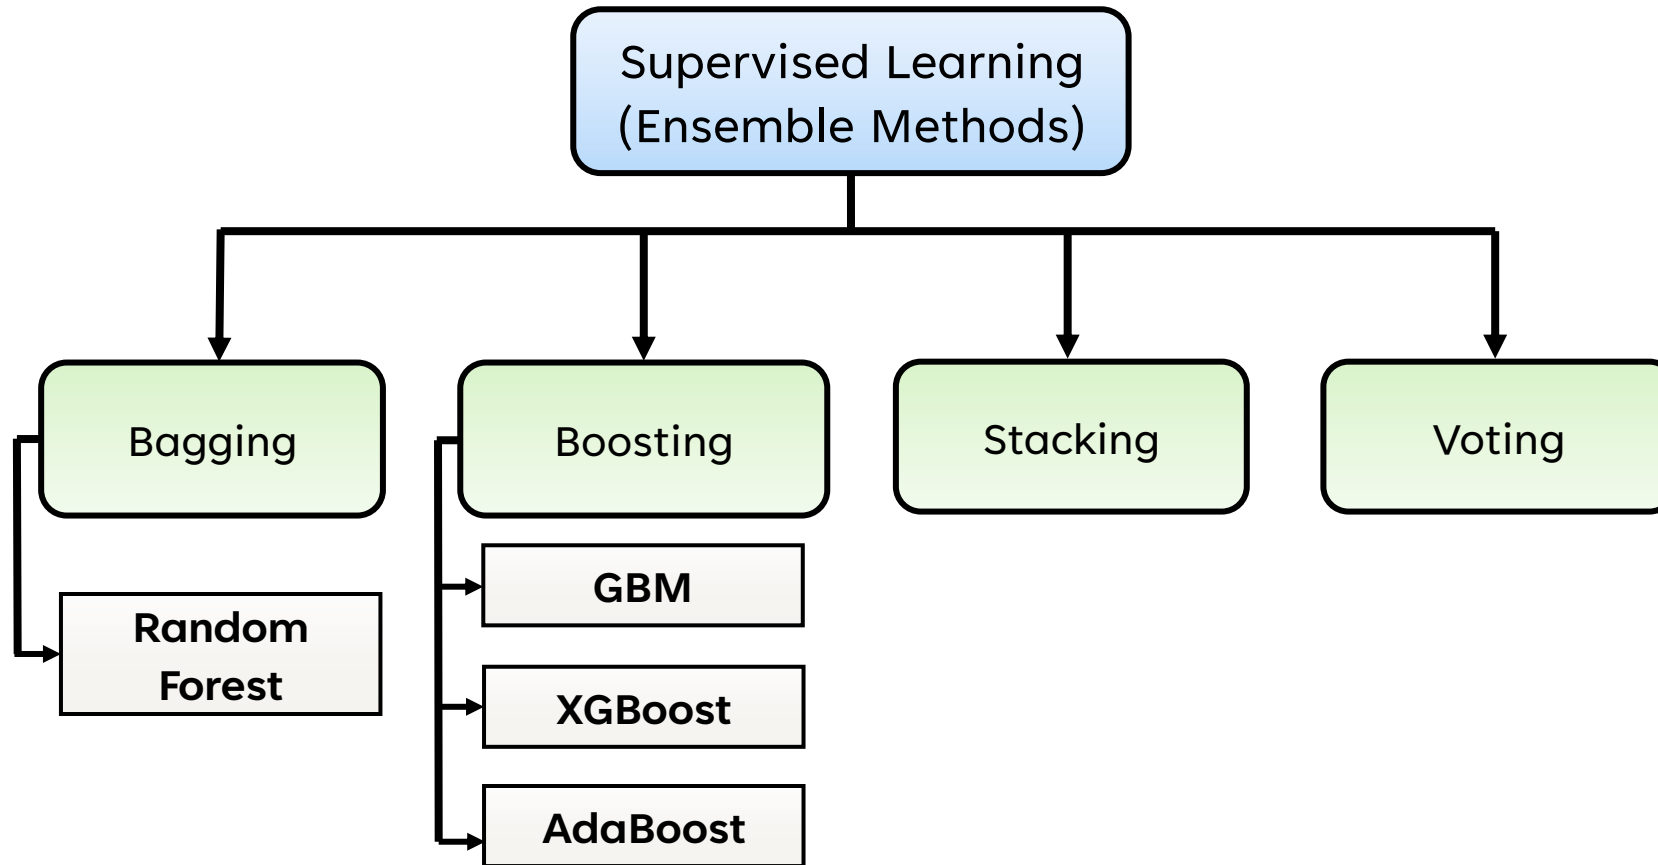 Supervised Learning
(Ensemble Methods)
Bagging
Boosting
Stacking
Voting
Random
Forest
GBM
XGBoost
AdaBoost